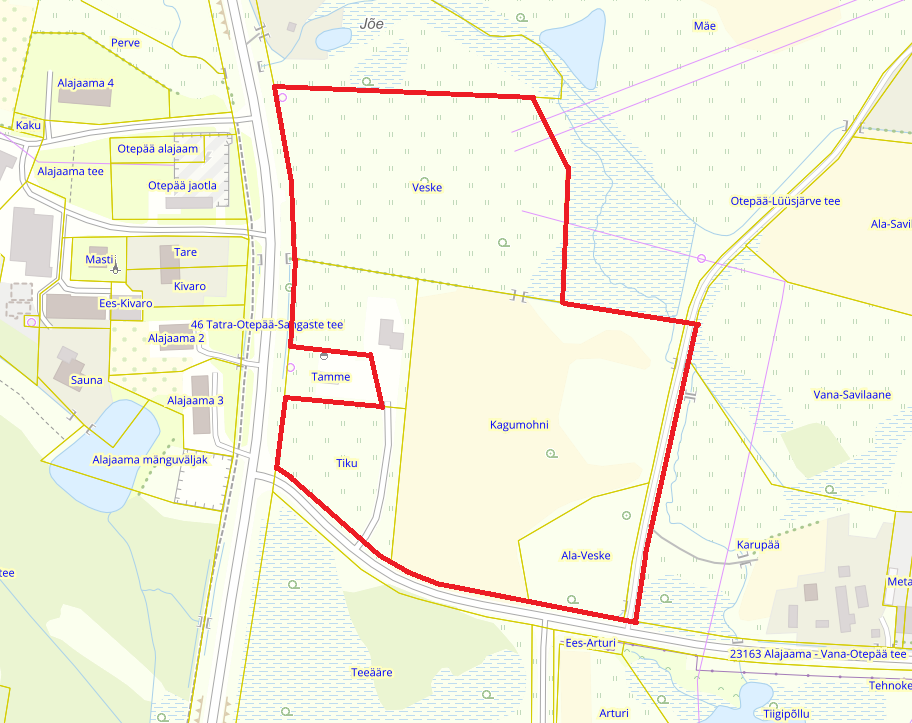 Jõe
Mäe
Perve
Alajaama 4
Kaku
Otepää alajaam
Alajaama tee
Otepää jaotla
Veske
Otepää-Lüüsjärve tee
Ala-Savil
Tare
Masti
Kivaro
Ees-Kivaro
46 Tatra-Otepää-Sangaste tee
Alajaama 2
Sauna
Tamme
Alajaama 3
Vana-Savilaane
Kagumohni
Alajaama mänguväljak
Tiku
Karupää
Ala-Veske
tee
Meta
Ees-Arturi
23163 Alajaama - Vana-Otepää tee
Teeääre
Tehnoke
Arturi
Tiigipõllu